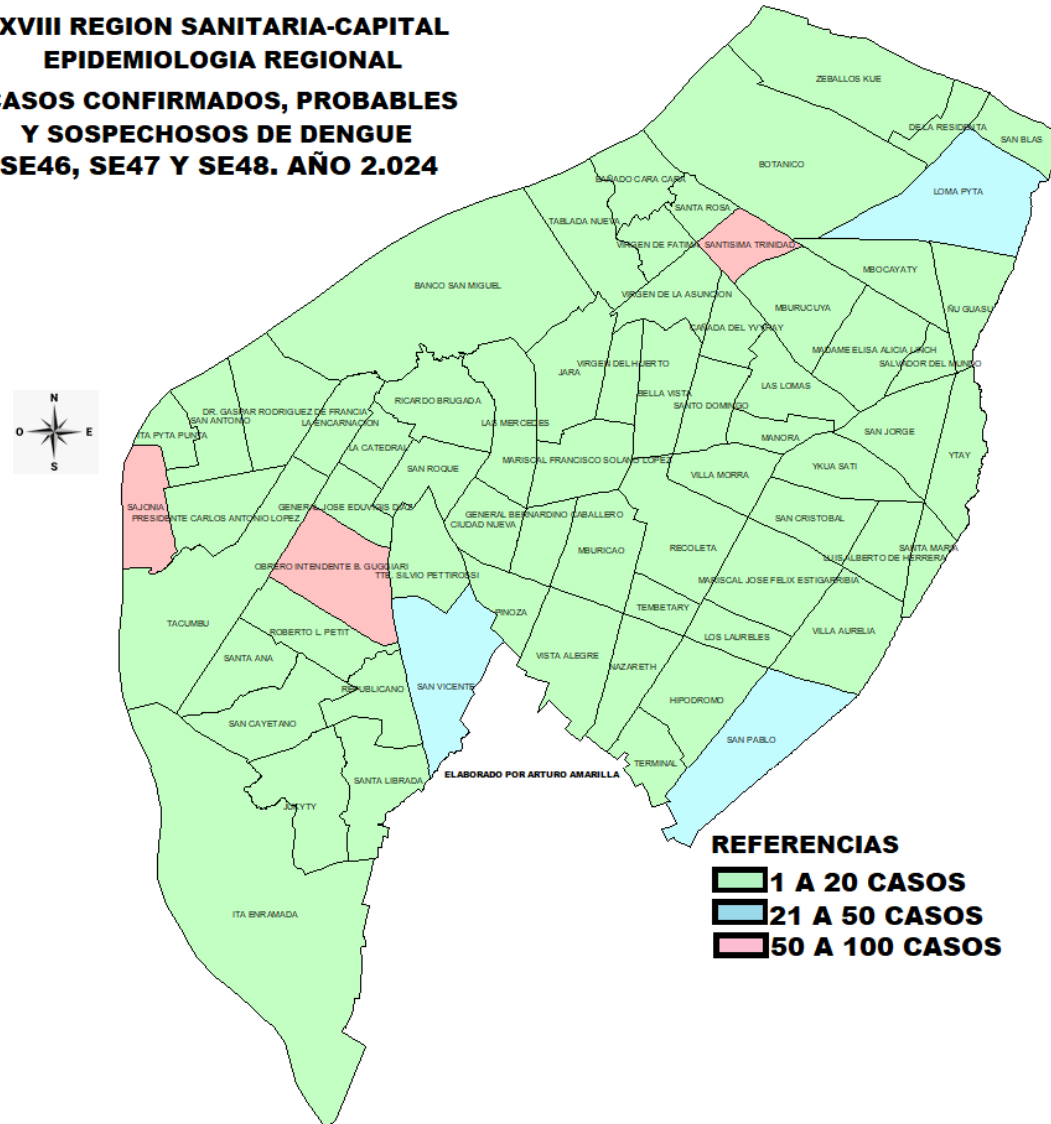 XVIII REGION SANITARIA-CAPITAL
EPIDEMIOLOGIA REGIONAL
CASOS CONFIRMADOS, PROBABLES
Y SOSPECHOSOS DE DENGUE
SE46, SE47 Y SE48. AÑO 2.024
ZEBALLOS KUE
DE LA RESIDENTA
SAN BLAS
BOTANICO
LOMA PYTA
BAÑADO CARA CARA
SANTA ROSA
TABLADA NUEVA
VIRGEN DE FATIMA
SANTISIMA TRINIDAD
MBOCAYATY
BANCO SAN MIGUEL
VIRGEN DE LA ASUNCION
MBURUCUYA
ÑU GUASU
CAÑADA DEL YVYRAY
MADAME ELISA ALICIA LINCH
SALVADOR DEL MUNDO
JARA
VIRGEN DEL HUERTO
BELLA VISTA
LAS LOMAS
SANTO DOMINGO
RICARDO BRUGADA
DR. GASPAR RODRIGUEZ DE FRANCIA
SAN ANTONIO
LA ENCARNACION
LAS MERCEDES
ITA PYTA PUNTA
LA CATEDRAL
MANORA
SAN JORGE
YTAY
SAN ROQUE
MARISCAL FRANCISCO SOLANO LOPEZ
VILLA MORRA
YKUA SATI
N
O
E
S
SAJONIA
PRESIDENTE CARLOS ANTONIO LOPEZ
GENERAL JOSE EDUVIGIS DIAZ
GENERAL BERNARDINO CABALLERO
CIUDAD NUEVA
SAN CRISTOBAL
MBURICAO
RECOLETA
SANTA MARIA
LUIS ALBERTO DE HERRERA
OBRERO INTENDENTE B. GUGGIARI
TTE. SILVIO PETTIROSSI
MARISCAL JOSE FELIX ESTIGARRIBIA
TACUMBU
ROBERTO L. PETIT
PINOZA
TEMBETARY
LOS LAURELES
VILLA AURELIA
SANTA ANA
VISTA ALEGRE
NAZARETH
REPUBLICANO
SAN VICENTE
HIPODROMO
SAN CAYETANO
SAN PABLO
TERMINAL
SANTA LIBRADA
ELABORADO POR ARTURO AMARILLA
JUKYTY
ITA ENRAMADA
REFERENCIAS
1 A 20 CASOS
21 A 50 CASOS
50 A 100 CASOS